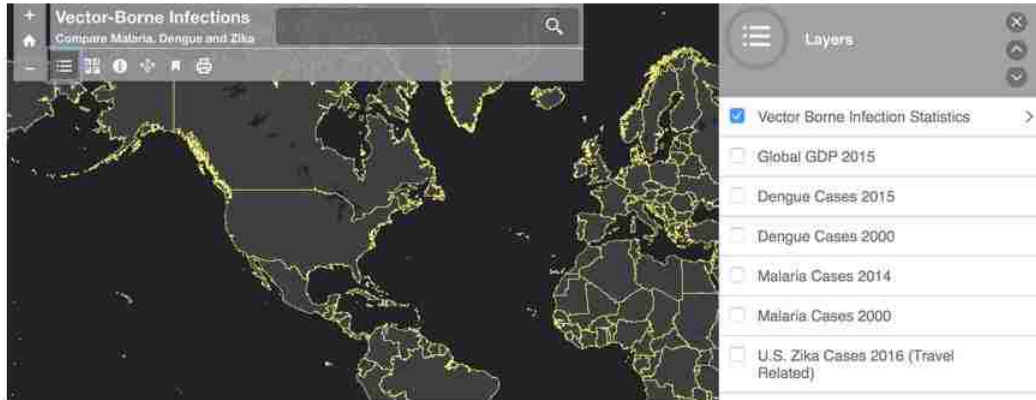 Vector-Borne Infections
Compare Malaria, Dengue and Zika
Layers
Vector Borne Infection Statistics
Global GDP 2015
Dengue Cases 2015
Dengue Cases 2000
Malaria Cases 2014
Malaria Cases 2000
U.S. Zika Cases 2016 (Travel
Related)